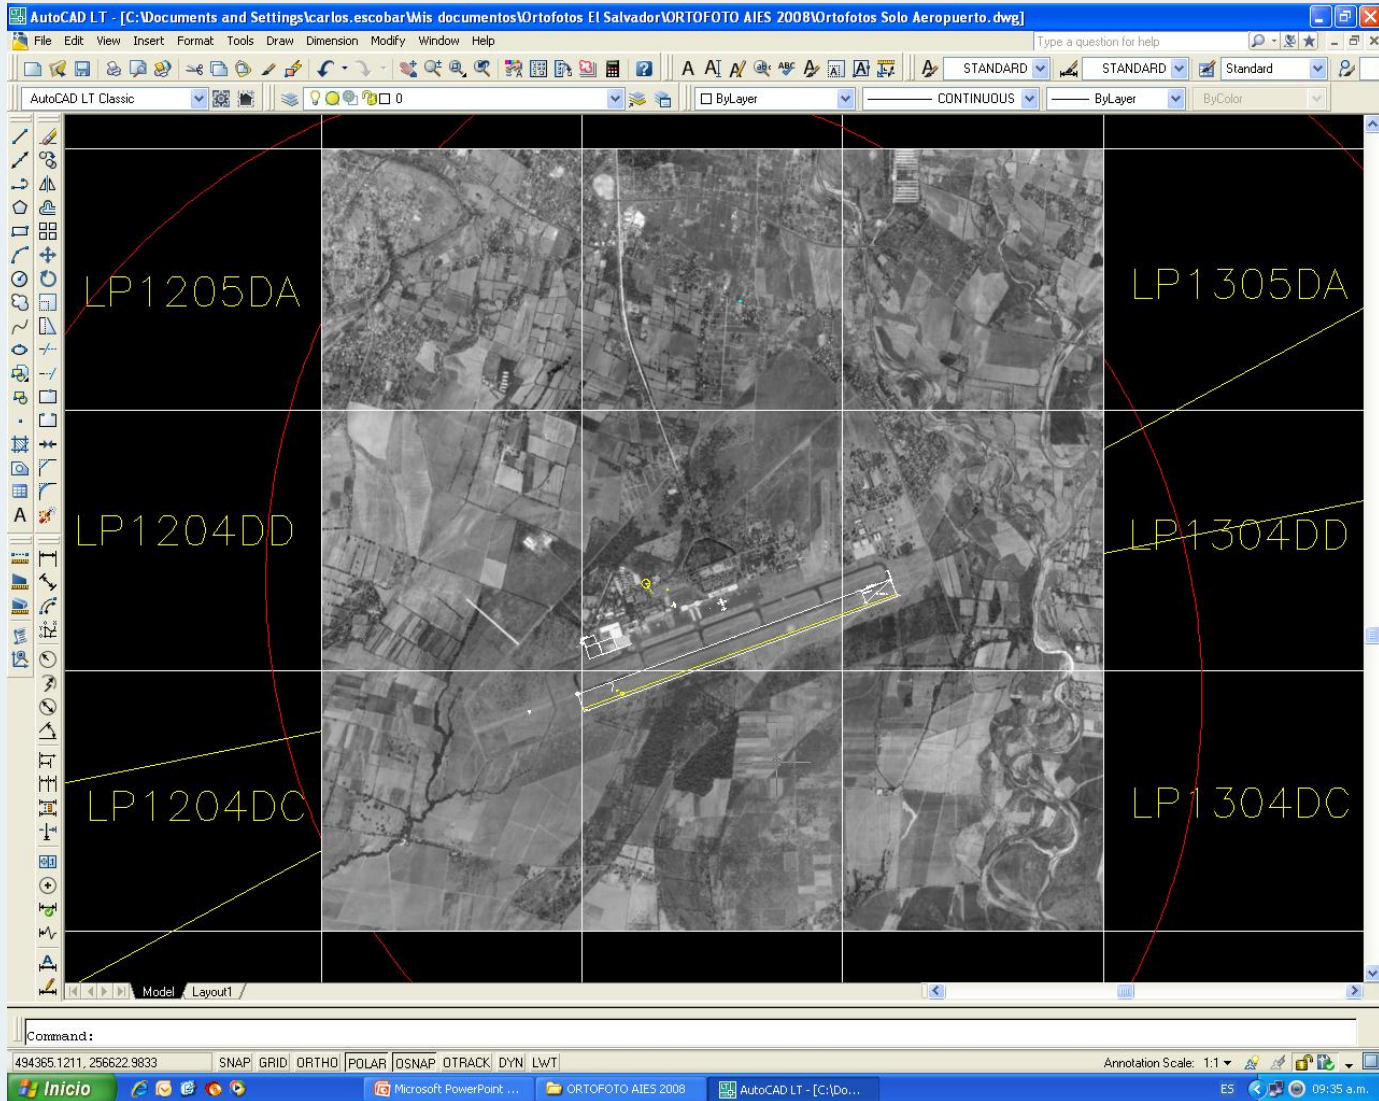 AutoCAD LT - [C:\Documents and Settings\carlos.escobar\Mis documentos\Ortofotos El Salvador\ORTOFOTO AIES 2008\Ortofotos Solo Aeropuerto.dwg]
File Edit View Insert Format Tools Draw Dimension Modify Window Help
Type a question for help
STANDARD STANDARD Standard
AutoCAD LT Classic 0 ByLayer CONTINUOUS ByLayer ByColor
LP1205DA LP1305DA
LP1204DD LP1304DD
LP1204DC LP1304DC
Model Layout1
Command:
494365.1211, 256622.9833 SNAP GRID ORTHO POLAR OSNAP OTRACK DYN LWT Annotation Scale: 1:1
Inicio Microsoft PowerPoint ... ORTOFOTO AIES 2008 AutoCAD LT - [C:\Do... ES 09:35 a.m.